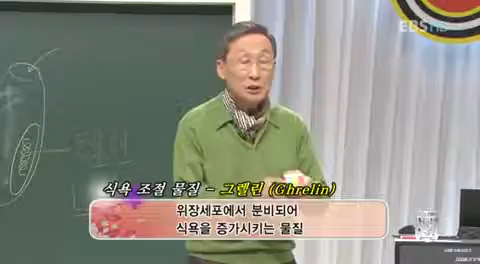 EBS HD
식욕 조절 물질 - 그렐린 (Ghrelin)
위장세포에서 분비되어
식욕을 증가시키는 물질